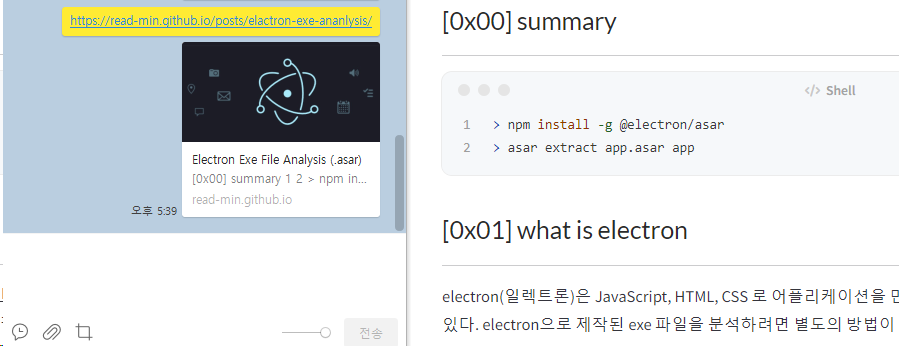 https://read-min.github.io/posts/elactron-exe-ananlysis/
Electron Exe File Analysis (.asar)
[0x00] summary 1 2 > npm in...
read-min.github.io
오후 5:39
전송
[0x00] summary
</> Shell
1 > npm install -g @electron/asar
2 > asar extract app.asar app
[0x01] what is electron
electron(일렉트론)은 JavaScript, HTML, CSS 로 어플리케이션을
있다. electron으로 제작된 exe 파일을 분석하려면 별도의 방법이